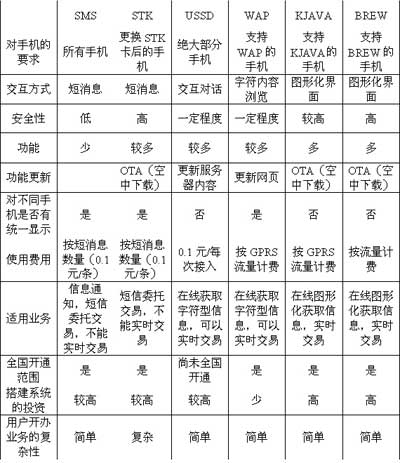 SMS STK USSD WAP KJAVA BREW
对手机的要求 所有手机 更换 STK 卡后的手机 绝大部分手机 支持 WAP 的手机 支持 KJAVA 的手机 支持 BREW 的手机
交互方式 短消息 短消息 交互对话 字符内容浏览 图形化界面 图形化界面
安全性 低 高 一定程度 一定程度 较高 高
功能 少 较多 较多 较多 多 多
功能更新 OTA（空中下载） 更新服务器内容 更新网页 OTA（空中下载） OTA（空中下载）
对不同手机是否有统一显示 是 是 否 是 否 否
使用费用 按短消息数量（0.1 元/条） 按短消息数量（0.1 元/条） 0.1 元/每次接入 按 GPRS 流量计费 按 GPRS 流量计费 按流量计费
适用业务 信息通知，短信委托交易，不能实时交易 短信委托交易，不能实时交易 在线获取字符型信息，可以实时交易 在线获取字符型信息，可以实时交易 在线图形化获取信息，实时交易 在线图形化获取信息，实时交易
全国开通范围 是 是 尚未全国开通 是 是 是
搭建系统的投资 较高 较高 较高 少 高 高
用户开办业务的复杂性 简单 复杂 简单 简单 简单 简单